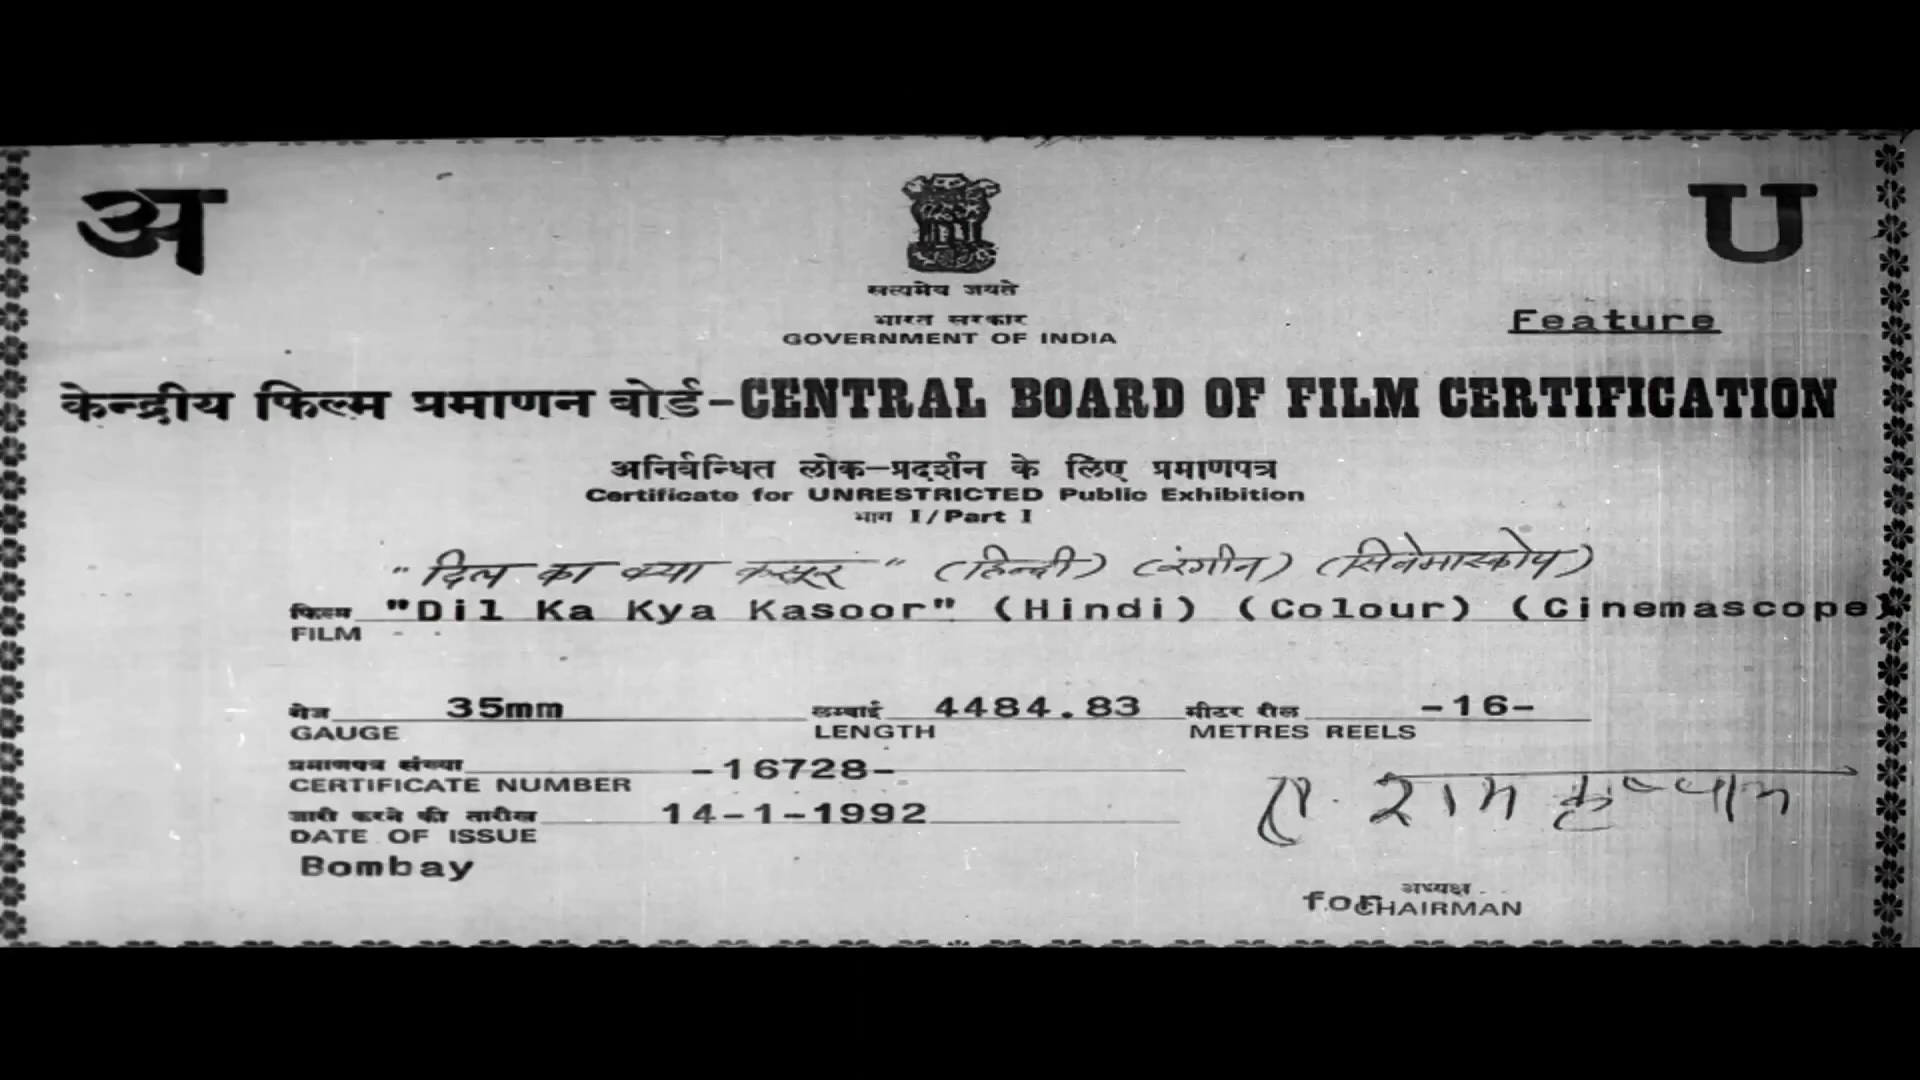 अ
U
सत्यमेव जयते
भारत सरकार
GOVERNMENT OF INDIA
Feature
केन्द्रीय फिल्म प्रमाणन बोर्ड-CENTRAL BOARD OF FILM CERTIFICATION
अनिर्बन्धित लोक-प्रदर्शन के लिए प्रमाणपत्र
Certificate for UNRESTRICTED Public Exhibition
भाग I/Part I
"दिल का क्या कसूर" (हिन्दी) (रंगीन) (सिनेमास्कोप)
फिल्म "Dil Ka Kya Kasoor" (Hindi) (Colour) (Cinemascope)
FILM
गेज 35mm लम्बाई 4484.83 मीटर रील -16-
GAUGE LENGTH METRES REELS
प्रमाणपत्र संख्या -16728-
CERTIFICATE NUMBER
जारी करने की तारीख 14-1-1992
DATE OF ISSUE
Bombay
राम कृष्णन
अध्यक्ष
for CHAIRMAN